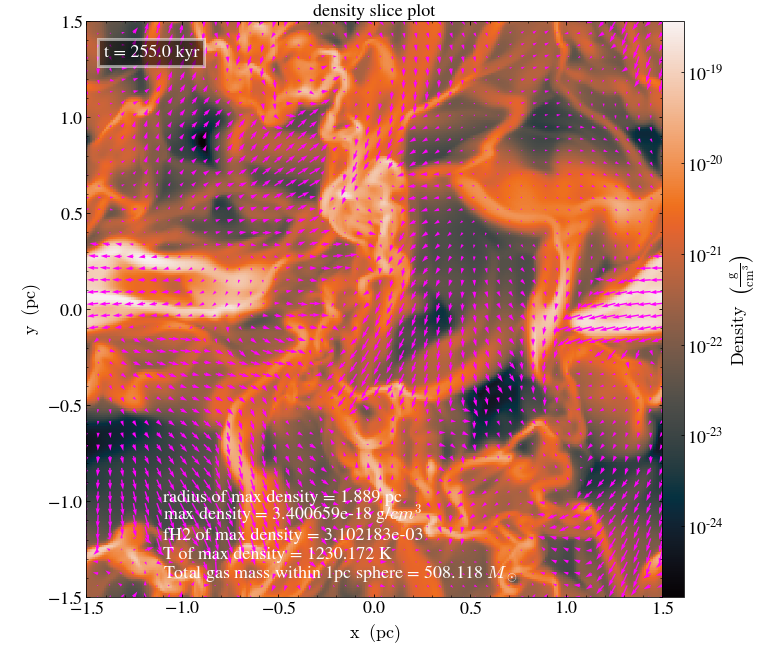 density slice plot
t = 255.0 kyr
1.5
1.0
0.5
0.0
−0.5
−1.0
−1.5
y (pc)
radius of max density = 1.889 pc
max density = 3.400659e-18 g/cm³
fH2 of max density = 3.102183e-03
T of max density = 1230.172 K
Total gas mass within 1pc sphere = 508.118 M⊙
−1.5 −1.0 −0.5 0.0 0.5 1.0 1.5
x (pc)
10⁻¹⁹
10⁻²⁰
10⁻²¹
10⁻²²
10⁻²³
10⁻²⁴
Density (g/cm³)